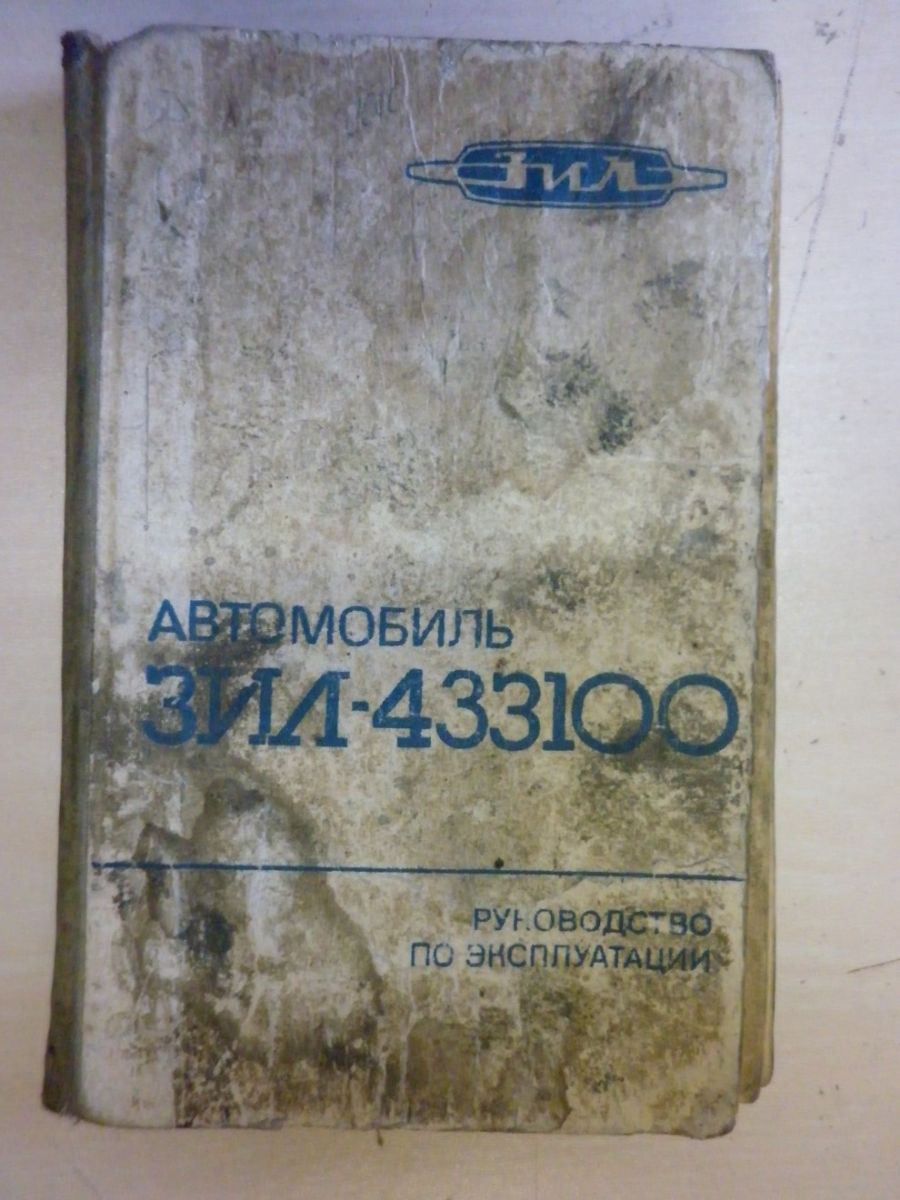 ЗИЛ
АВТОМОБИЛЬ
ЗИЛ-433100
РУКОВОДСТВО
ПО ЭКСПЛУАТАЦИИ